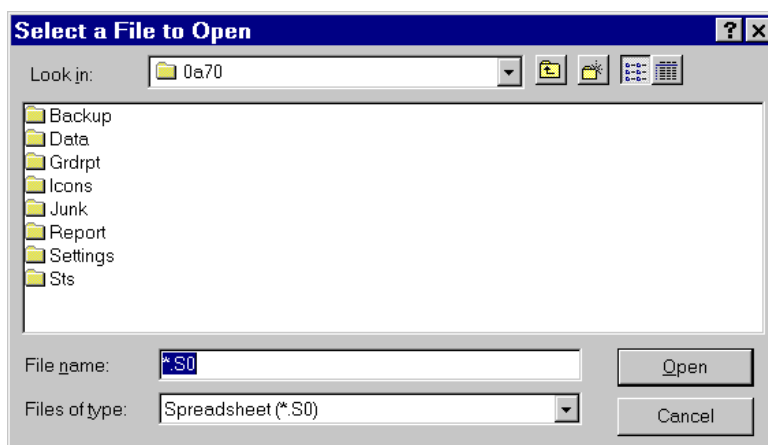 Select a File to Open
Look in: 0a70
Backup
Data
Grdrpt
Icons
Junk
Report
Settings
Sts
File name: *.S0 Open
Files of type: Spreadsheet (*.S0) Cancel